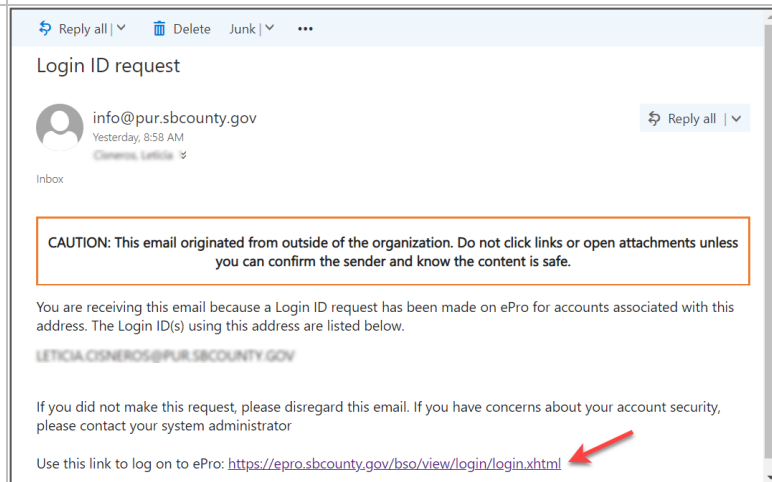 Reply all | Delete Junk | •••
Login ID request
info@pur.sbcounty.gov
Reply all |
Yesterday, 8:58 AM
Inbox
CAUTION: This email originated from outside of the organization. Do not click links or open attachments unless
you can confirm the sender and know the content is safe.
You are receiving this email because a Login ID request has been made on ePro for accounts associated with this
address. The Login ID(s) using this address are listed below.
If you did not make this request, please disregard this email. If you have concerns about your account security,
please contact your system administrator
Use this link to log on to ePro: https://epro.sbcounty.gov/bso/view/login/login.xhtml